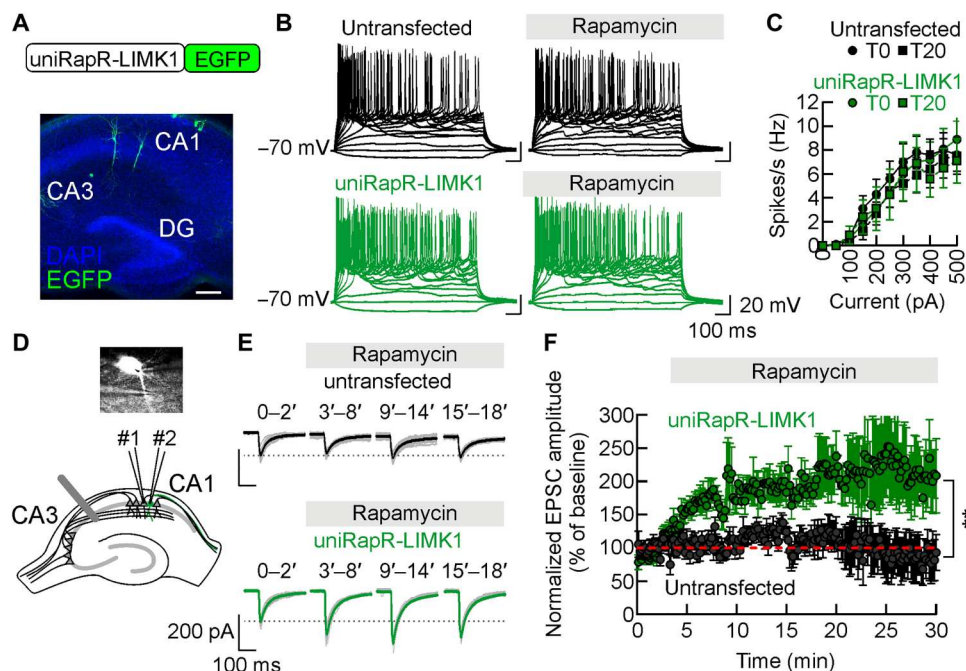 A
uniRapR-LIMK1 EGFP
CA1
CA3
DG
DAPI
EGFP
B
Untransfected Rapamycin
−70 mV
uniRapR-LIMK1 Rapamycin
−70 mV
20 mV
100 ms
C
Untransfected
T0 T20
uniRapR-LIMK1
T0 T20
Spikes/s (Hz)
12
10
8
6
4
2
0
0 100 200 300 400 500
Current (pA)
D
#1 #2
CA1
CA3
E
Rapamycin
untransfected
0–2′ 3′–8′ 9′–14′ 15′–18′
Rapamycin
uniRapR-LIMK1
0–2′ 3′–8′ 9′–14′ 15′–18′
200 pA
100 ms
F
Rapamycin
uniRapR-LIMK1
Normalized EPSC amplitude
(% of baseline)
300
250
200
150
100
50
0
**
Untransfected
0 5 10 15 20 25 30
Time (min)